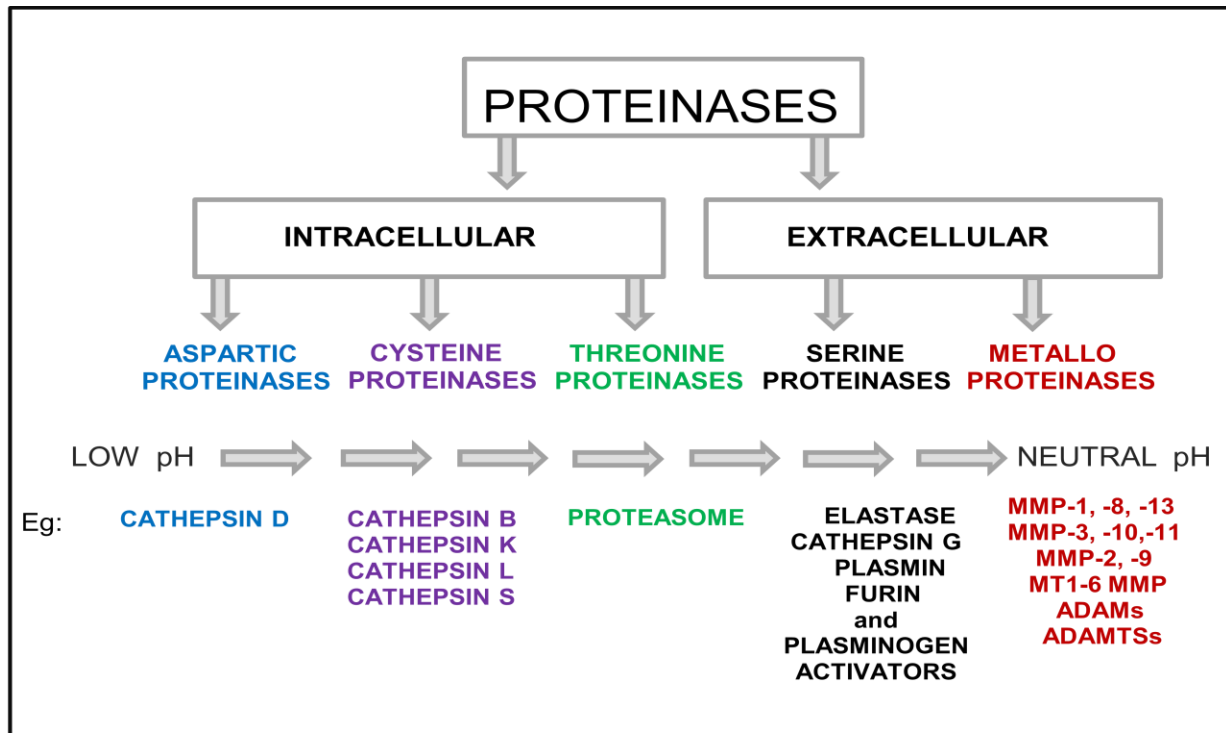 PROTEINASES
INTRACELLULAR
EXTRACELLULAR
ASPARTIC
PROTEINASES
CYSTEINE
PROTEINASES
THREONINE
PROTEINASES
SERINE
PROTEINASES
METALLO
PROTEINASES
LOW pH
NEUTRAL pH
Eg:
CATHEPSIN D
CATHEPSIN B
CATHEPSIN K
CATHEPSIN L
CATHEPSIN S
PROTEASOME
ELASTASE
CATHEPSIN G
PLASMIN
FURIN
and
PLASMINOGEN
ACTIVATORS
MMP-1, -8, -13
MMP-3, -10,-11
MMP-2, -9
MT1-6 MMP
ADAMs
ADAMTSs